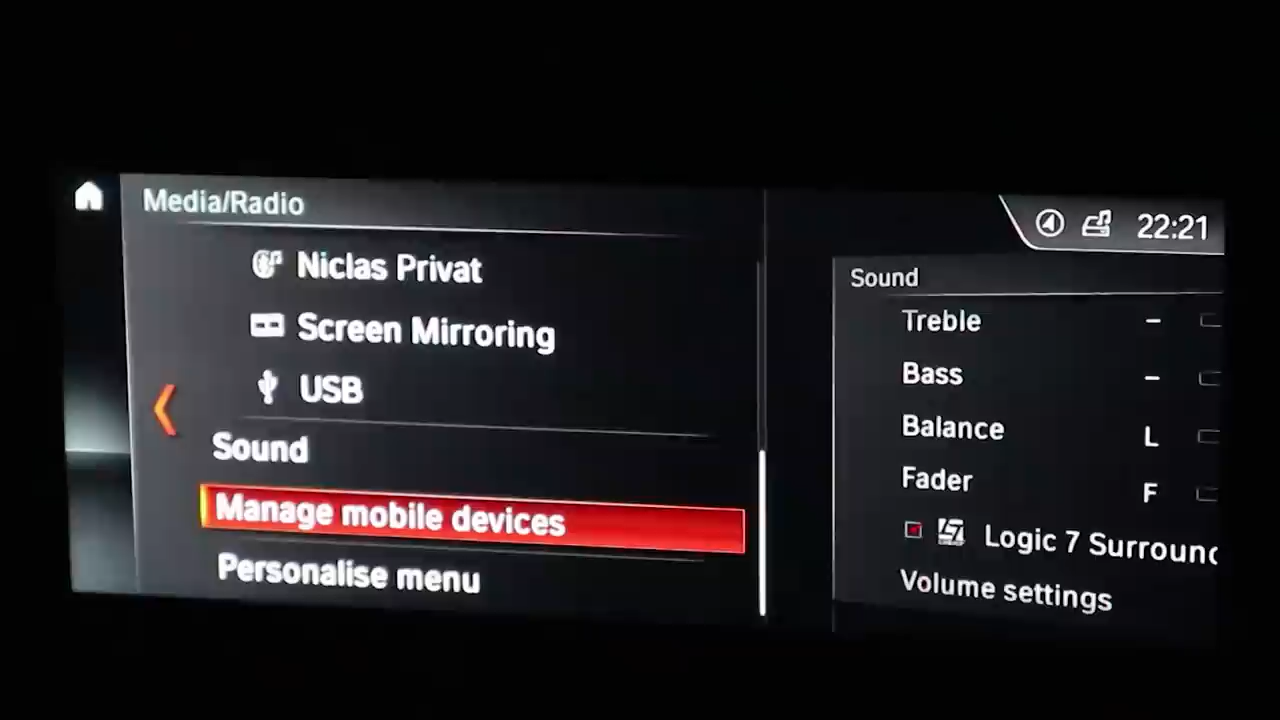 Media/Radio
Niclas Privat
Screen Mirroring
USB
Sound
Manage mobile devices
Personalise menu
22:21
Sound
Treble –
Bass –
Balance L
Fader F
Logic 7
Volume settings